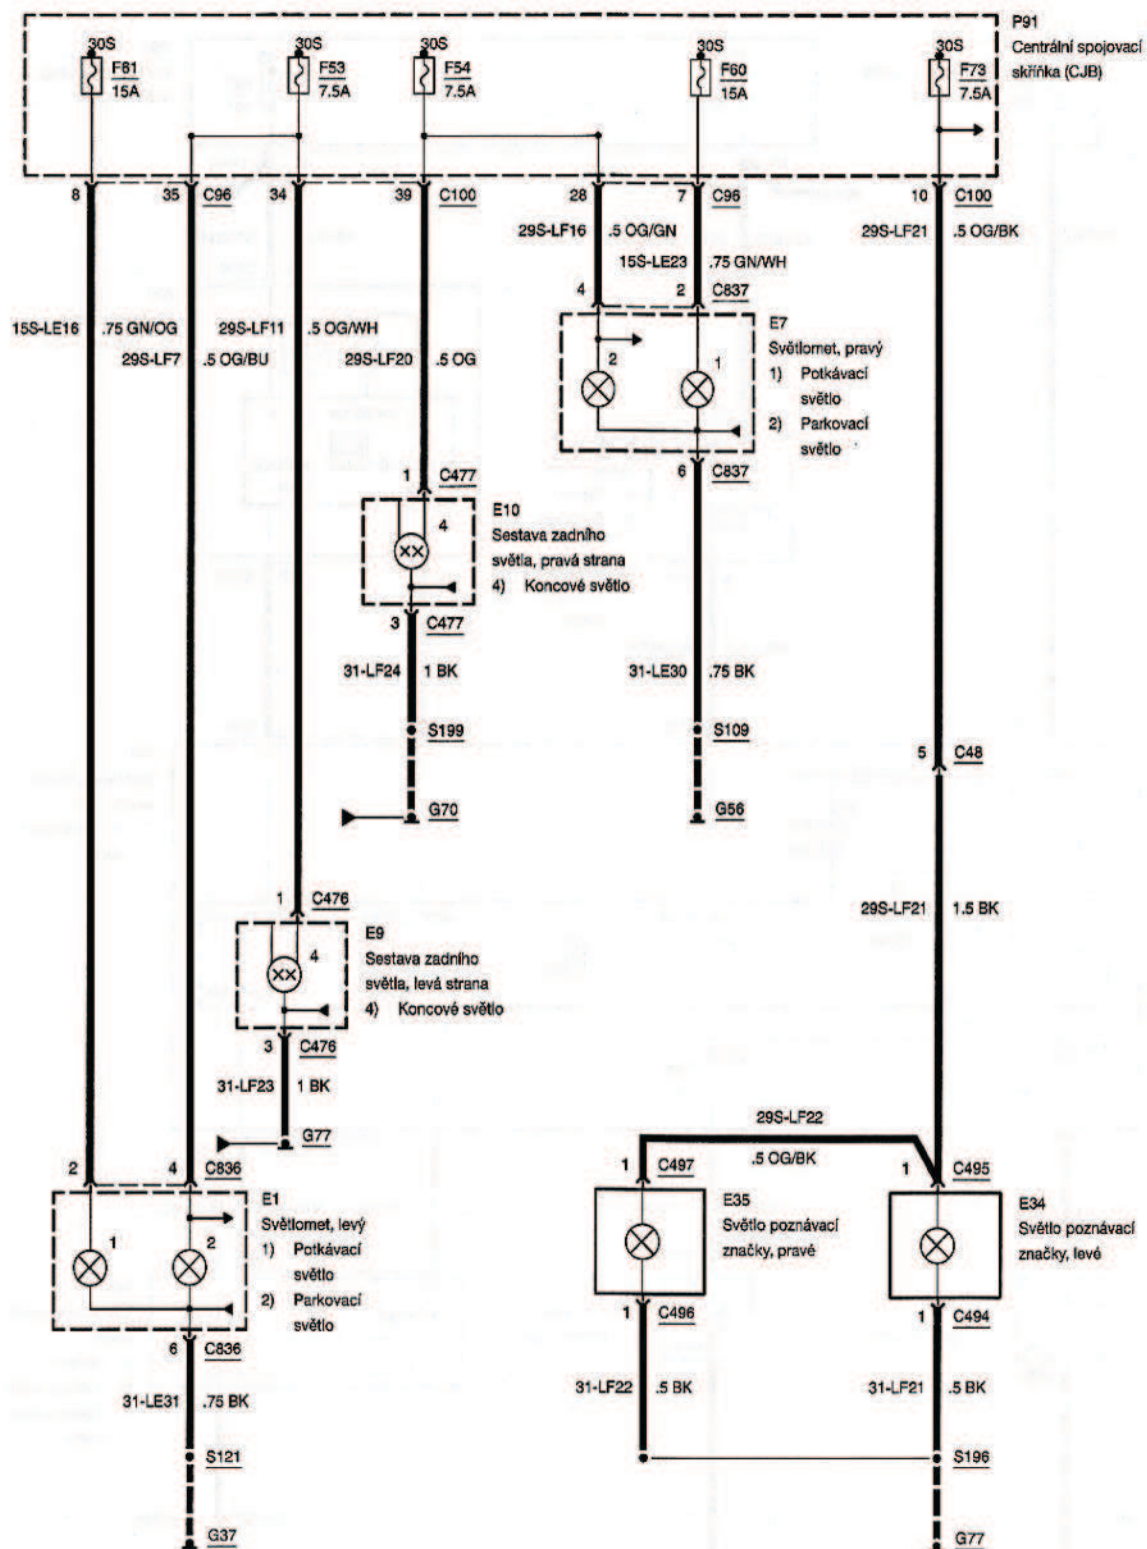 P91
Centrální spojovací
skříňka (CJB)
30S
30S
30S
30S
30S
F61
15A
F53
7.5A
F54
7.5A
F60
15A
F73
7.5A
8
35
C96
34
39
C100
28
7
C96
10
C100
29S-LF16 .5 OG/GN
29S-LF21 .5 OG/BK
15S-LE23 .75 GN/WH
4
2
C837
15S-LE16 .75 GN/OG
29S-LF11 .5 OG/WH
29S-LF7 .5 OG/BU
29S-LF20 .5 OG
2
1
E7
Světlomet, pravý
1) Potkávací
světlo
2) Parkovací
světlo
6
C837
1
C477
4
E10
Sestava zadního
světla, pravá strana
4) Koncové světlo
3
C477
31-LF24 1 BK
31-LE30 .75 BK
S199
S109
5
C48
G70
G56
1
C476
29S-LF21 1.5 BK
4
E9
Sestava zadního
světla, levá strana
4) Koncové světlo
3
C476
31-LF23 1 BK
G77
29S-LF22
.5 OG/BK
2
4
C836
1
C497
1
C495
1
2
E1
Světlomet, levý
1) Potkávací
světlo
2) Parkovací
světlo
E35
Světlo poznávací
značky, pravé
E34
Světlo poznávací
značky, levé
6
C836
1
C496
1
C494
31-LE31 .75 BK
31-LF22 .5 BK
31-LF21 .5 BK
S121
S196
G37
G77